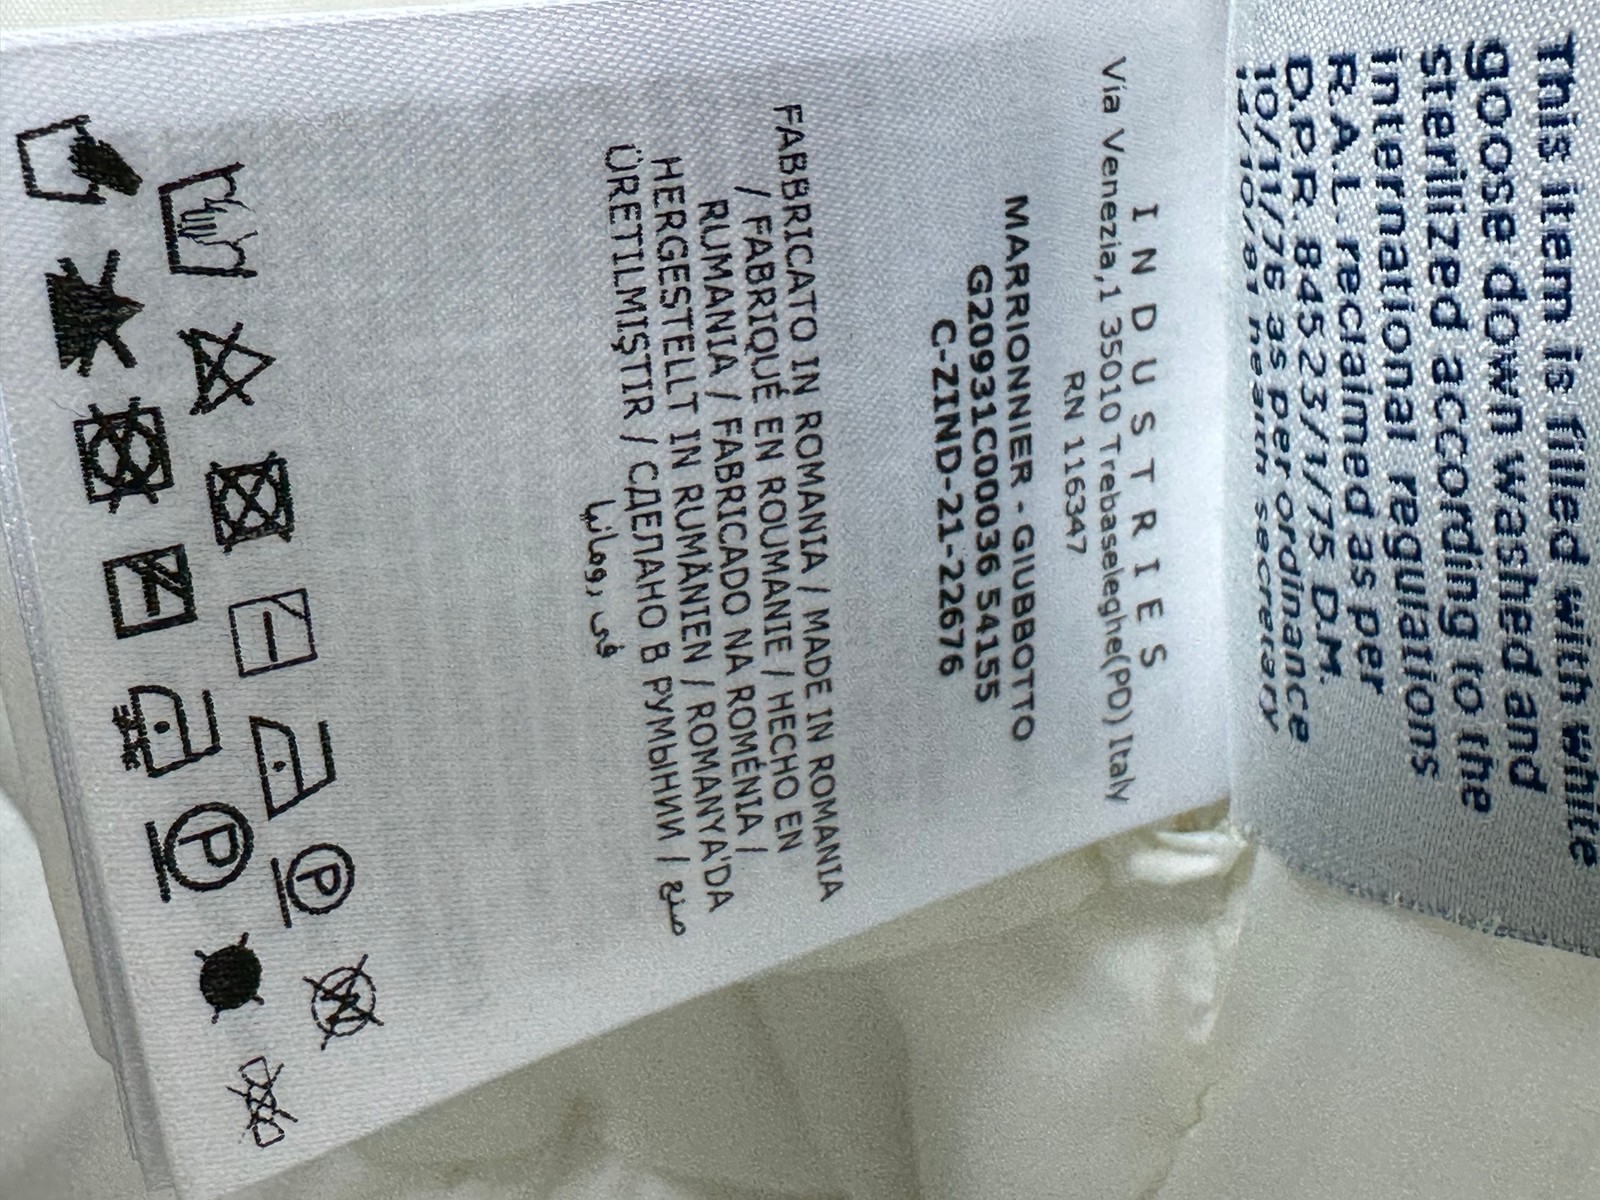 This item is filled with white
goose down washed and
sterilized according to the
international regulations
R.A.L. reclaimed as per
D.P.R. 845 23/1/75 D.M.
10/11/76 as per ordinance
14/10/81 health secretary
INDUSTRIES
Via Venezia,1 35010 Trebaseleghe(PD) Italy
RN 116347
MARRIONNIER - GIUBBOTTO
G20931C00036 54155
C-ZIND-21-22676
FABBRICATO IN ROMANIA / MADE IN ROMANIA
/ FABRIQUÉ EN ROUMANIE / HECHO EN
RUMANIA / FABRICADO NA ROMÉNIA /
HERGESTELLT IN RUMÄNIEN / ROMANYA'DA
ÜRETILMIŞTIR / СДЕЛАНО В РУМЫНИИ / صنع
في رومانيا
P
P